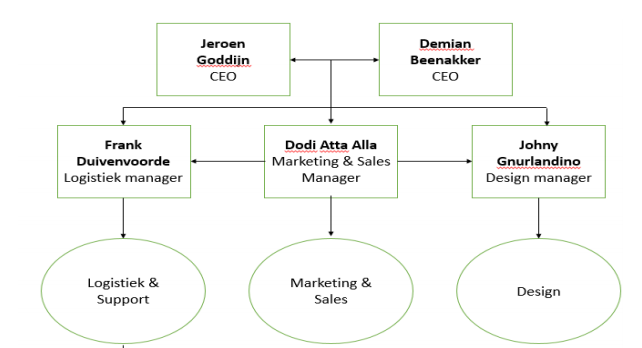 Jeroen
Goddijn
CEO
Demian
Beenakker
CEO
Frank
Duivenvoorde
Logistiek manager
Dodi Atta Alla
Marketing & Sales
Manager
Johny
Gnurlandino
Design manager
Logistiek &
Support
Marketing &
Sales
Design